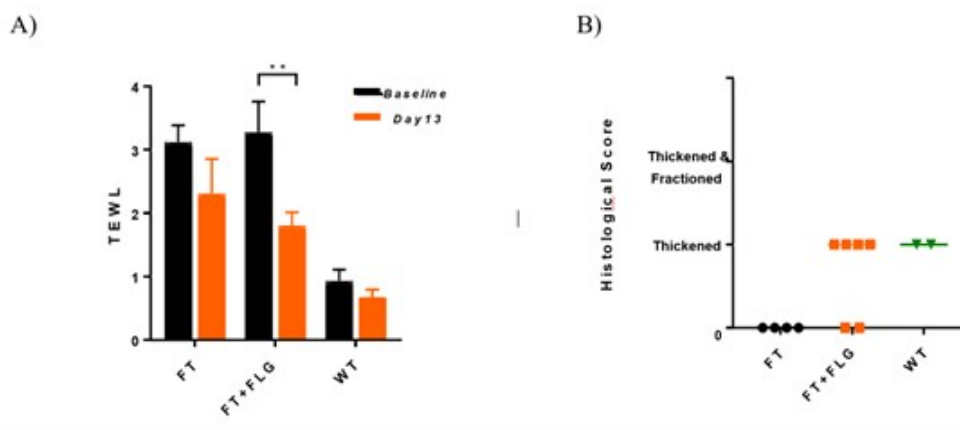 A)
B)
**
4
3
2
1
0
TEWL
Baseline
Day13
FT
FT+FLG
WT
Histological Score
Thickened &
Fractioned
Thickened
0
FT
FT+FLG
WT